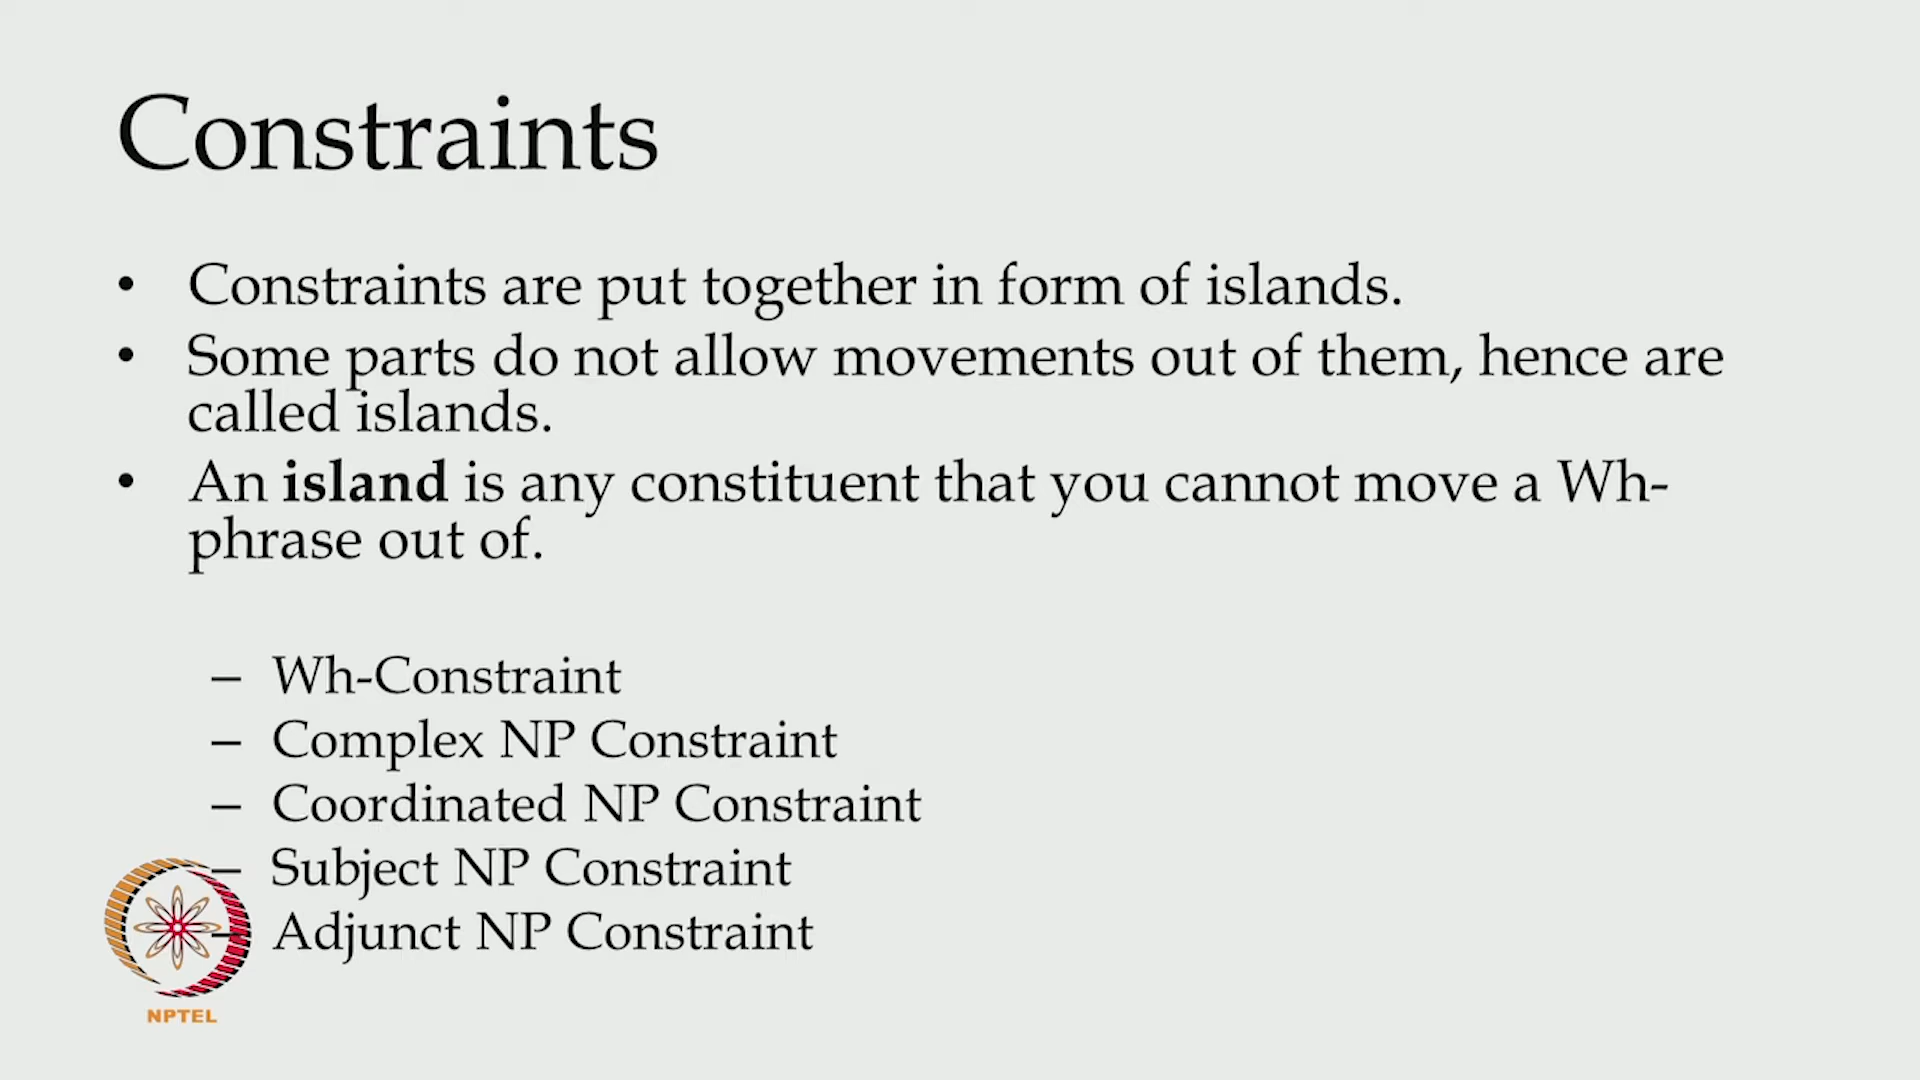 Constraints
• Constraints are put together in form of islands.
• Some parts do not allow movements out of them, hence are
called islands.
• An island is any constituent that you cannot move a Wh-
phrase out of.
– Wh-Constraint
– Complex NP Constraint
– Coordinated NP Constraint
– Subject NP Constraint
– Adjunct NP Constraint
NPTEL